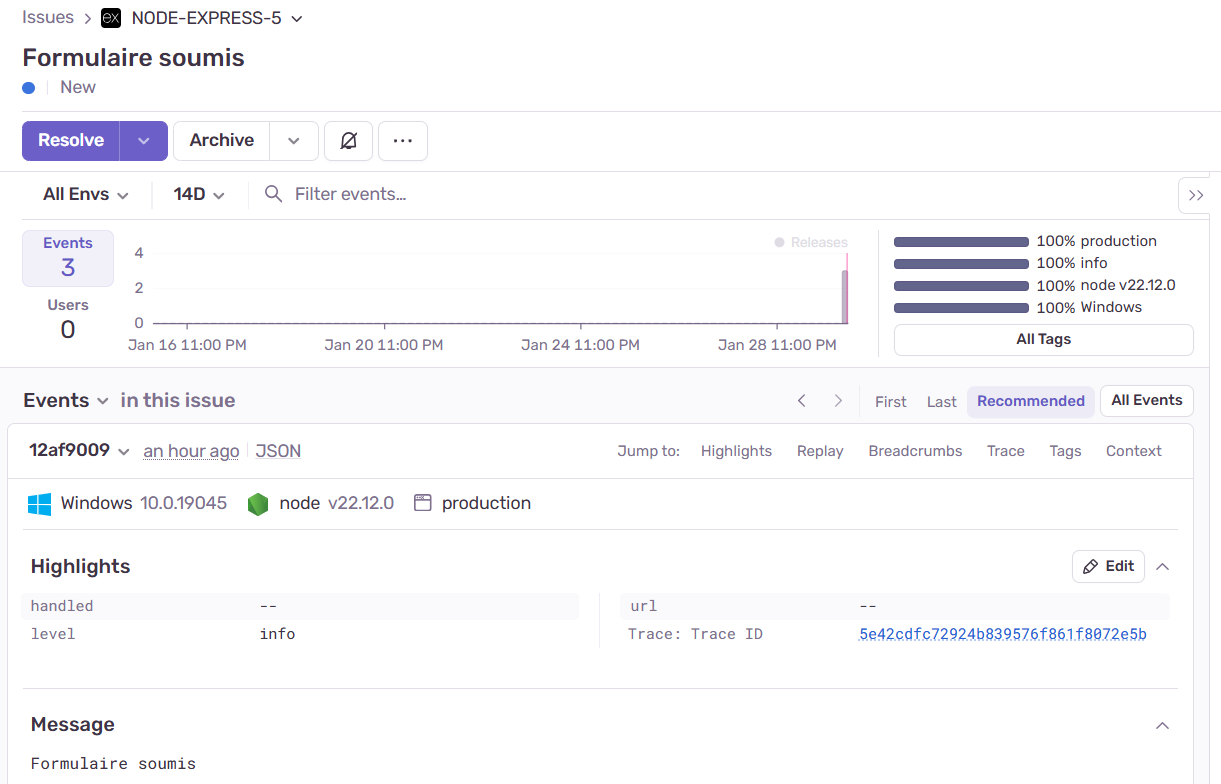 Issues > ex NODE-EXPRESS-5
Formulaire soumis
New
Resolve Archive ...
All Envs 14D Filter events...
Events
3
Users
0
Releases
4
2
0
Jan 16 11:00 PM Jan 20 11:00 PM Jan 24 11:00 PM Jan 28 11:00 PM
100% production
100% info
100% node v22.12.0
100% Windows
All Tags
Events in this issue First Last Recommended All Events
12af9009 an hour ago JSON Jump to: Highlights Replay Breadcrumbs Trace Tags Context
Windows 10.0.19045 node v22.12.0 production
Highlights Edit
handled -- url --
level info Trace: Trace ID 5e42cdfc72924b839576f861f8072e5b
Message
Formulaire soumis